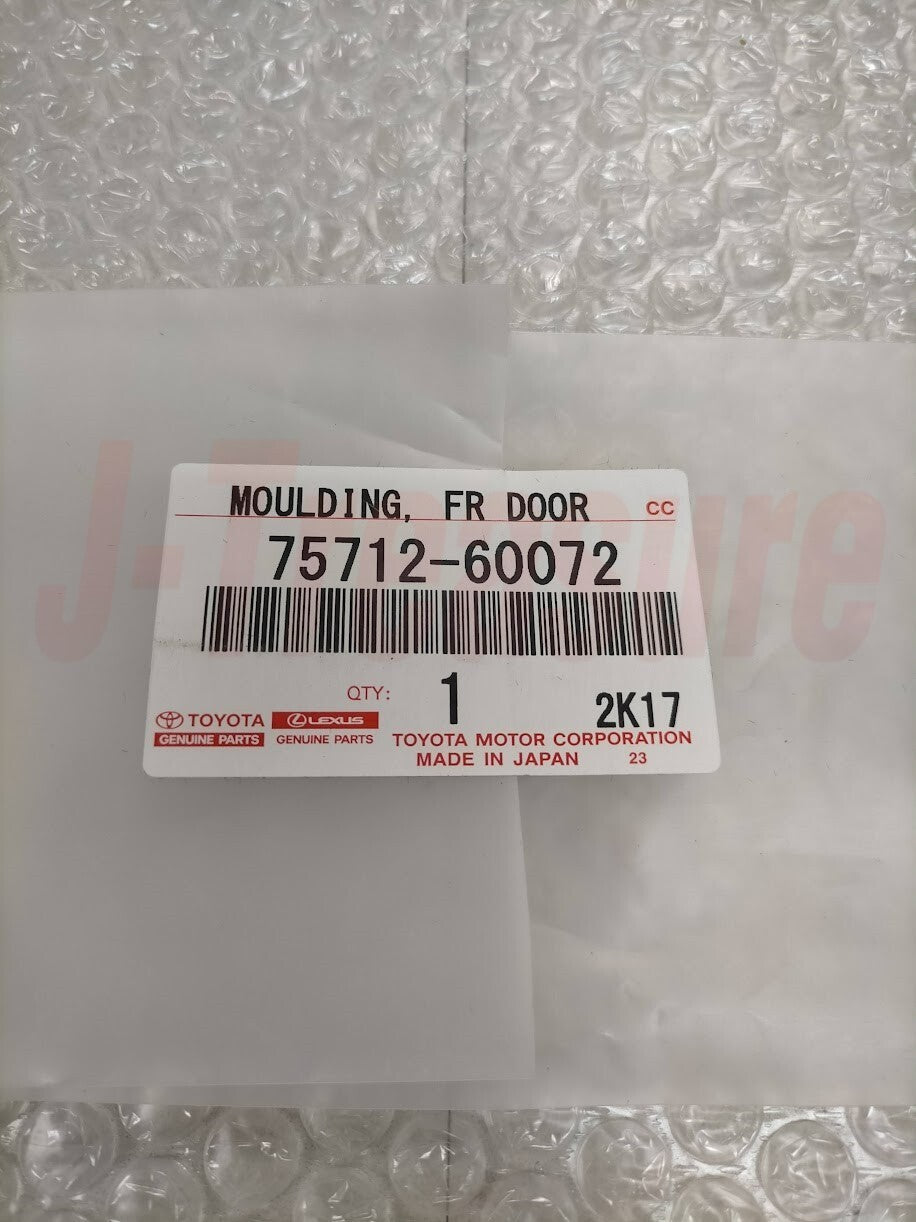 MOULDING, FR DOOR CC
75712-60072
QTY: 1 2K17
TOYOTA LEXUS
GENUINE PARTS GENUINE PARTS
TOYOTA MOTOR CORPORATION
MADE IN JAPAN 23
J-Treasure